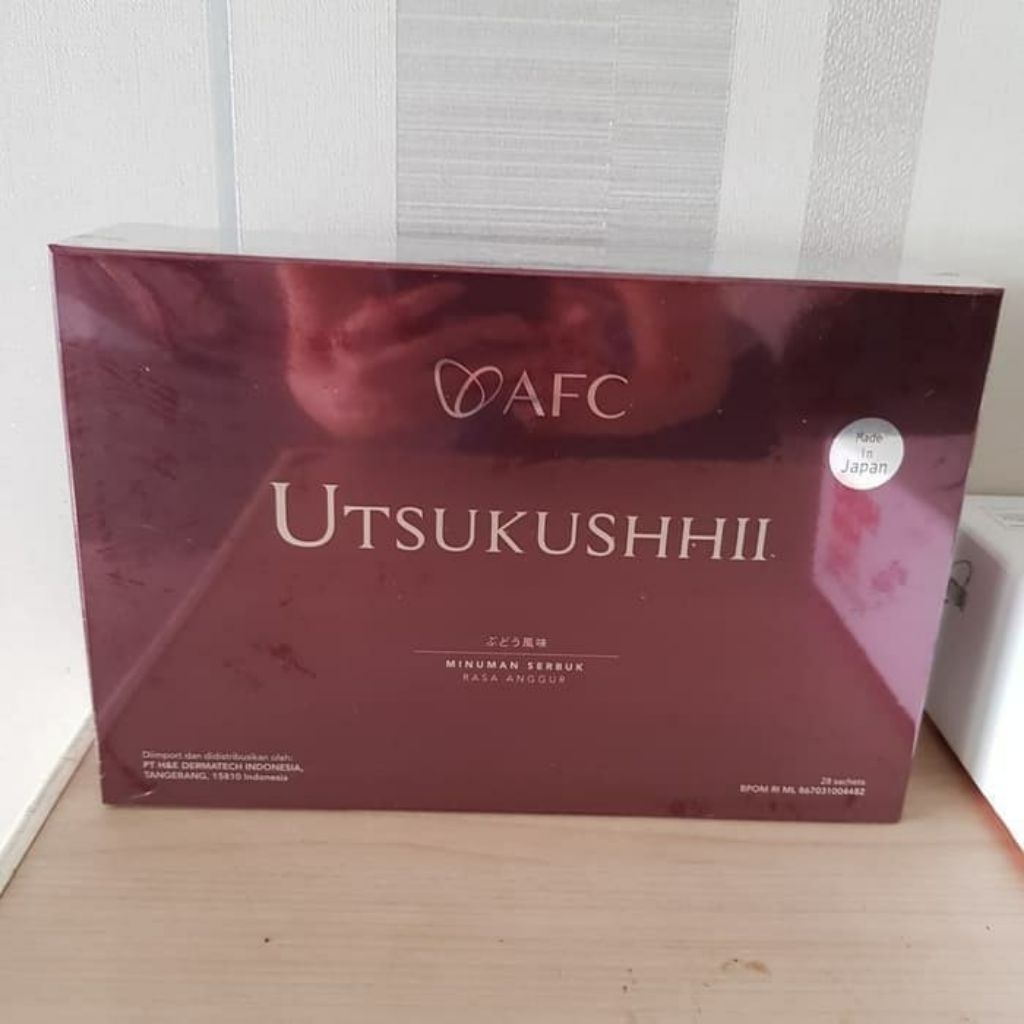 AFC
Made
in
Japan
UTSUKUSHHII
ぶどう風味
MINUMAN SERBUK
RASA ANGGUR
Diimport dan didistribusikan oleh:
PT H&E DERMATECH INDONESIA,
TANGERANG, 15810 Indonesia
28 sachets
BPOM RI ML 867031004482